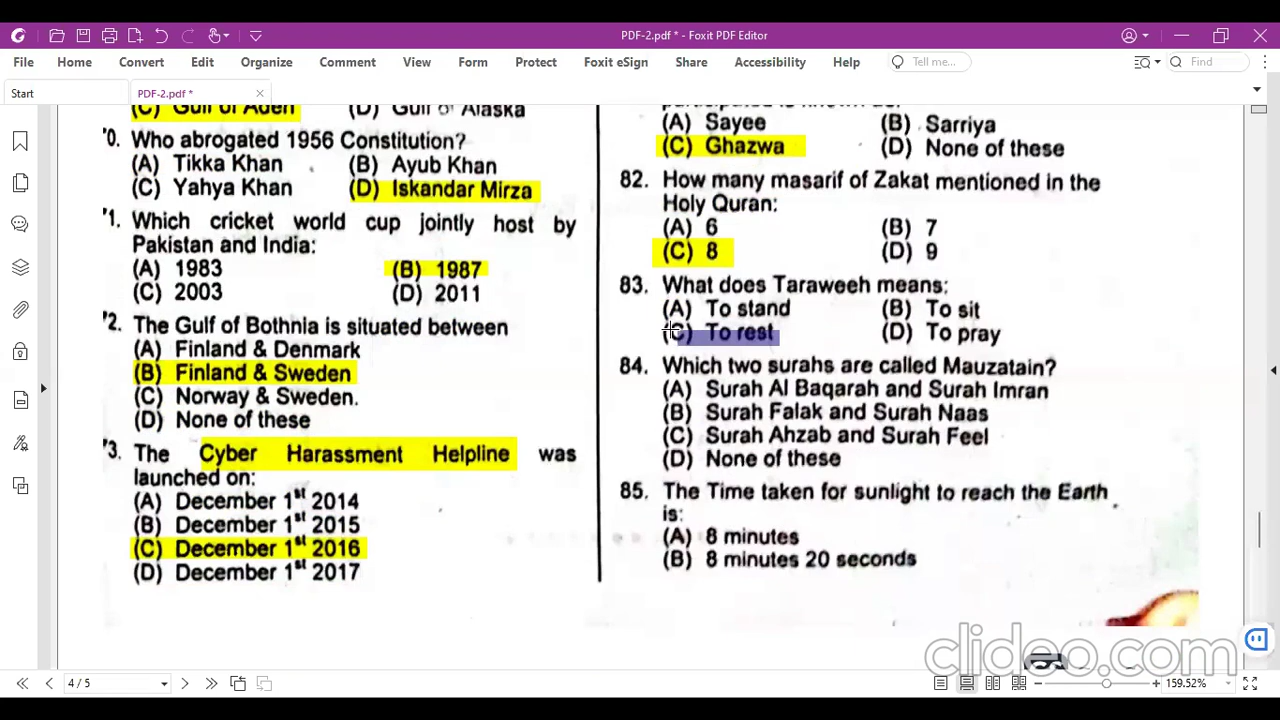 PDF-2.pdf * - Foxit PDF Editor
File Home Convert Edit Organize Comment View Form Protect Foxit eSign Share Accessibility Help Tell me... Find
Start PDF-2.pdf *
(C) Gulf of Aden (D) Gulf of Alaska
'0. Who abrogated 1956 Constitution?
(A) Tikka Khan (B) Ayub Khan
(C) Yahya Khan (D) Iskandar Mirza
'1. Which cricket world cup jointly host by
Pakistan and India:
(A) 1983 (B) 1987
(C) 2003 (D) 2011
'2. The Gulf of Bothnia is situated between
(A) Finland & Denmark
(B) Finland & Sweden
(C) Norway & Sweden.
(D) None of these
'3. The Cyber Harassment Helpline was
launched on:
(A) December 1st 2014
(B) December 1st 2015
(C) December 1st 2016
(D) December 1st 2017
participated is known as:
(A) Sayee (B) Sarriya
(C) Ghazwa (D) None of these
82. How many masarif of Zakat mentioned in the
Holy Quran:
(A) 6 (B) 7
(C) 8 (D) 9
83. What does Taraweeh means:
(A) To stand (B) To sit
(C) To rest (D) To pray
84. Which two surahs are called Mauzatain?
(A) Surah Al Baqarah and Surah Imran
(B) Surah Falak and Surah Naas
(C) Surah Ahzab and Surah Feel
(D) None of these
85. The Time taken for sunlight to reach the Earth
is:
(A) 8 minutes
(B) 8 minutes 20 seconds
clideo.com
4 / 5 159.52%